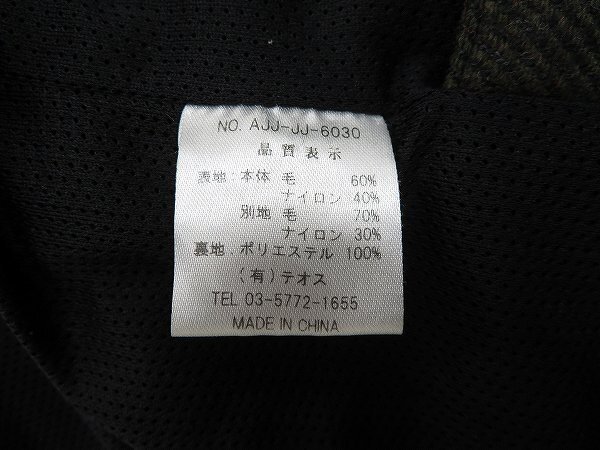 NO. AJJ-JJ-6030
品質表示
表地:本体 毛 60%
ナイロン 40%
別地 毛 70%
ナイロン 30%
裏地:ポリエステル 100%
(有)テオス
TEL 03-5772-1655
MADE IN CHINA